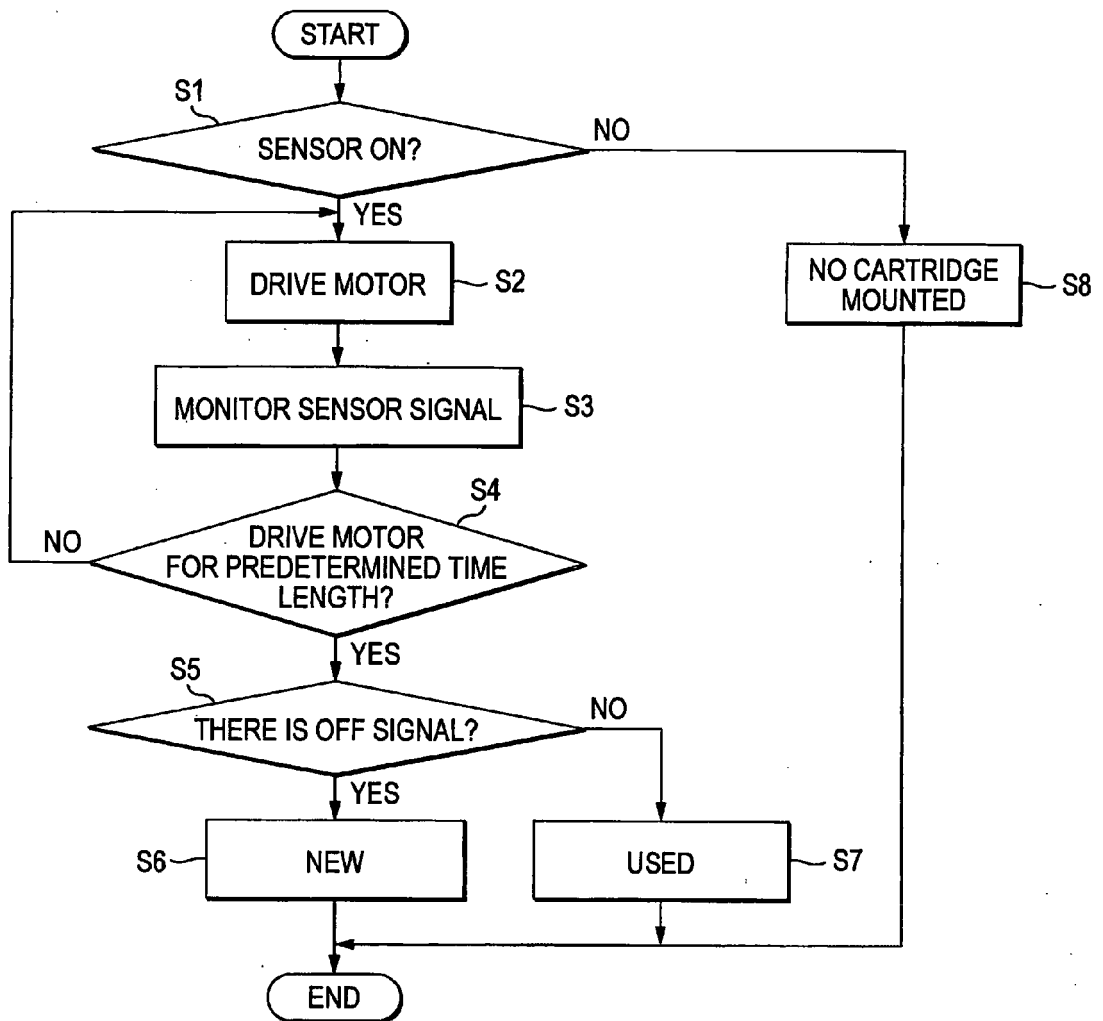 START
S1
SENSOR ON?
NO
YES
DRIVE MOTOR
S2
NO CARTRIDGE
MOUNTED
S8
MONITOR SENSOR SIGNAL
S3
S4
DRIVE MOTOR
FOR PREDETERMINED TIME
LENGTH?
NO
YES
S5
THERE IS OFF SIGNAL?
NO
YES
S6
NEW
USED
S7
END